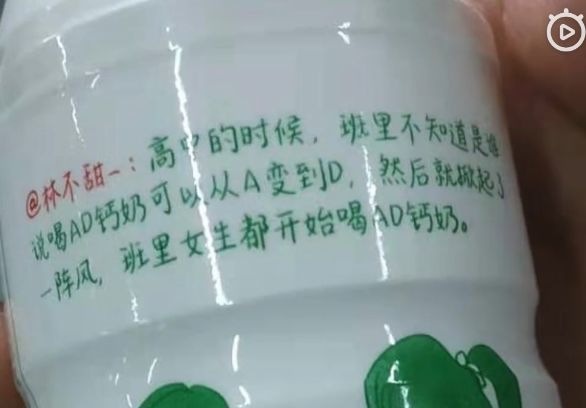 @林不甜一：高中的时候，班里不知道是谁
说喝AD钙奶可以从A变到D，然后就掀起了
一阵风，班里女生都开始喝AD钙奶。